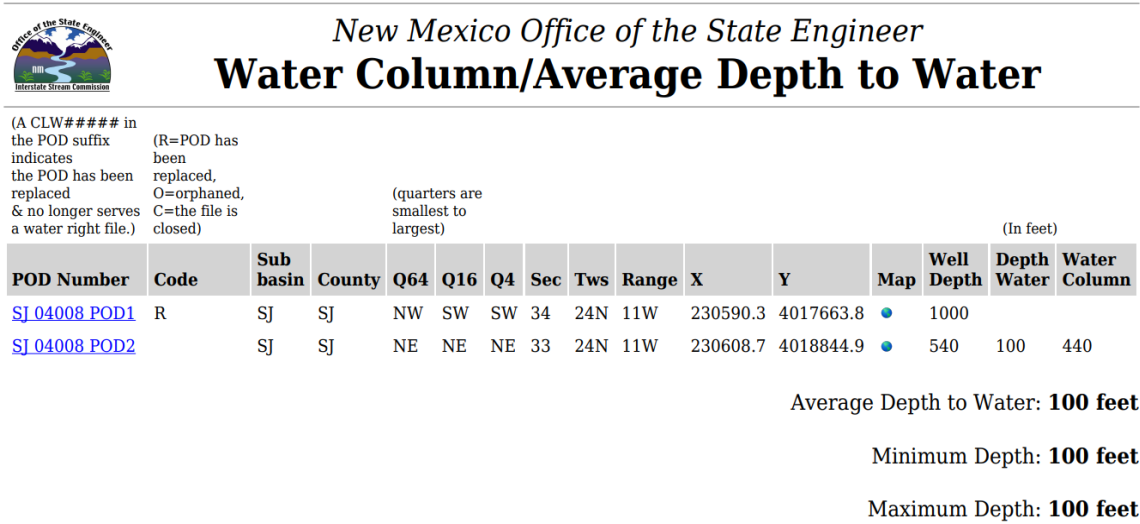 Office of the State Engineer
Interstate Stream Commission
New Mexico Office of the State Engineer
Water Column/Average Depth to Water
(A CLW##### in
the POD suffix
indicates
the POD has been
replaced
& no longer serves
a water right file.)
(R=POD has
been
replaced,
O=orphaned,
C=the file is
closed)
(quarters are
smallest to
largest)
(In feet)
POD Number Code Sub basin County Q64 Q16 Q4 Sec Tws Range X Y Map Well Depth Depth Water Water Column
SJ 04008 POD1 R SJ SJ NW SW SW 34 24N 11W 230590.3 4017663.8 1000
SJ 04008 POD2 SJ SJ NE NE NE 33 24N 11W 230608.7 4018844.9 540 100 440
Average Depth to Water: 100 feet
Minimum Depth: 100 feet
Maximum Depth: 100 feet